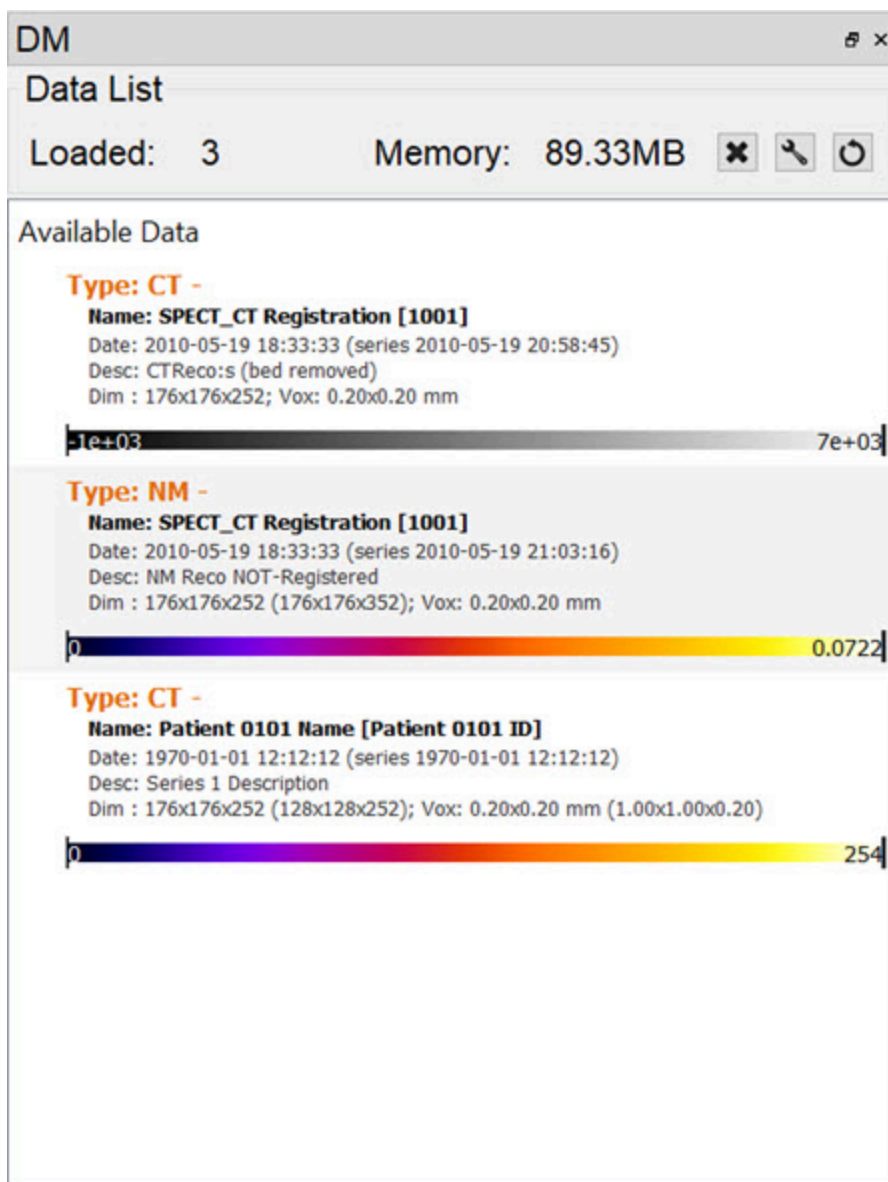 DM
Data List
Loaded: 3 Memory: 89.33MB
Available Data
Type: CT -
Name: SPECT_CT Registration [1001]
Date: 2010-05-19 18:33:33 (series 2010-05-19 20:58:45)
Desc: CTReco:s (bed removed)
Dim : 176x176x252; Vox: 0.20x0.20 mm
-1e+03 7e+03
Type: NM -
Name: SPECT_CT Registration [1001]
Date: 2010-05-19 18:33:33 (series 2010-05-19 21:03:16)
Desc: NM Reco NOT-Registered
Dim : 176x176x252 (176x176x352); Vox: 0.20x0.20 mm
0 0.0722
Type: CT -
Name: Patient 0101 Name [Patient 0101 ID]
Date: 1970-01-01 12:12:12 (series 1970-01-01 12:12:12)
Desc: Series 1 Description
Dim : 176x176x252 (128x128x252); Vox: 0.20x0.20 mm (1.00x1.00x0.20)
0 254